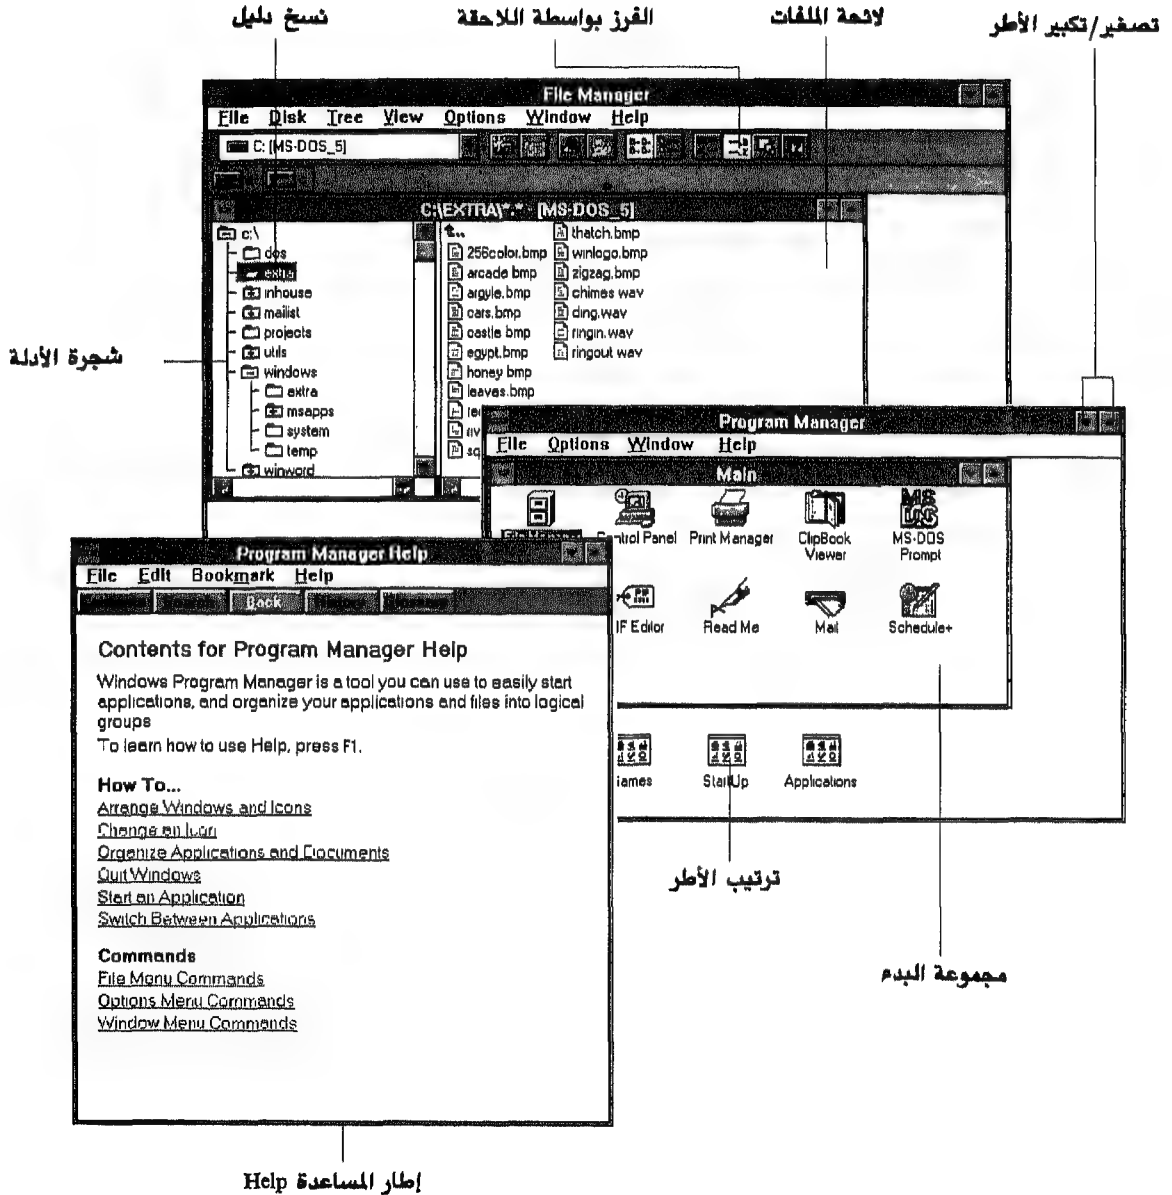 نسخ دليل
الفرز بواسطة اللاحقة
لائحة الملفات
تصغير/تكبير الأطر
File Manager
File Disk Tree View Options Window Help
C: [MS-DOS_5]
C:\EXTRA\*.* - [MS-DOS_5]
c:\
dos
extra
inhouse
mailist
projects
utils
windows
extra
msapps
system
temp
winword
256color.bmp
arcade.bmp
argyle.bmp
cars.bmp
castle.bmp
egypt.bmp
honey.bmp
leaves.bmp
thatch.bmp
winlogo.bmp
zigzag.bmp
chimes.wav
ding.wav
ringin.wav
ringout.wav
شجرة الأدلة
Program Manager
File Options Window Help
Main
Control Panel
Print Manager
ClipBook Viewer
MS-DOS Prompt
IF Editor
Read Me
Mail
Schedule+
ames
StartUp
Applications
ترتيب الأطر
مجموعة البدء
Program Manager Help
File Edit Bookmark Help
Contents Search Back History Glossary
Contents for Program Manager Help
Windows Program Manager is a tool you can use to easily start
applications, and organize your applications and files into logical
groups
To learn how to use Help, press F1.
How To...
Arrange Windows and Icons
Change an Icon
Organize Applications and Documents
Quit Windows
Start an Application
Switch Between Applications
Commands
File Menu Commands
Options Menu Commands
Window Menu Commands
إطار المساعدة Help